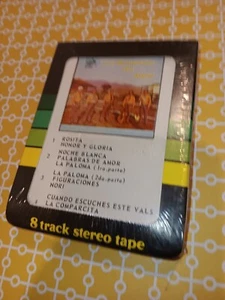 1 ROSITA
HONOR Y GLORIA
NOCHE BLANCA
2 PALABRAS DE AMOR
LA PALOMA (1ra.parte)
LA PALOMA (2da.parte)
3 FIGURACIONES
NORI
CUANDO ESCUCHES ESTE VALS
4 LA COMPARCITA
8 track stereo tape